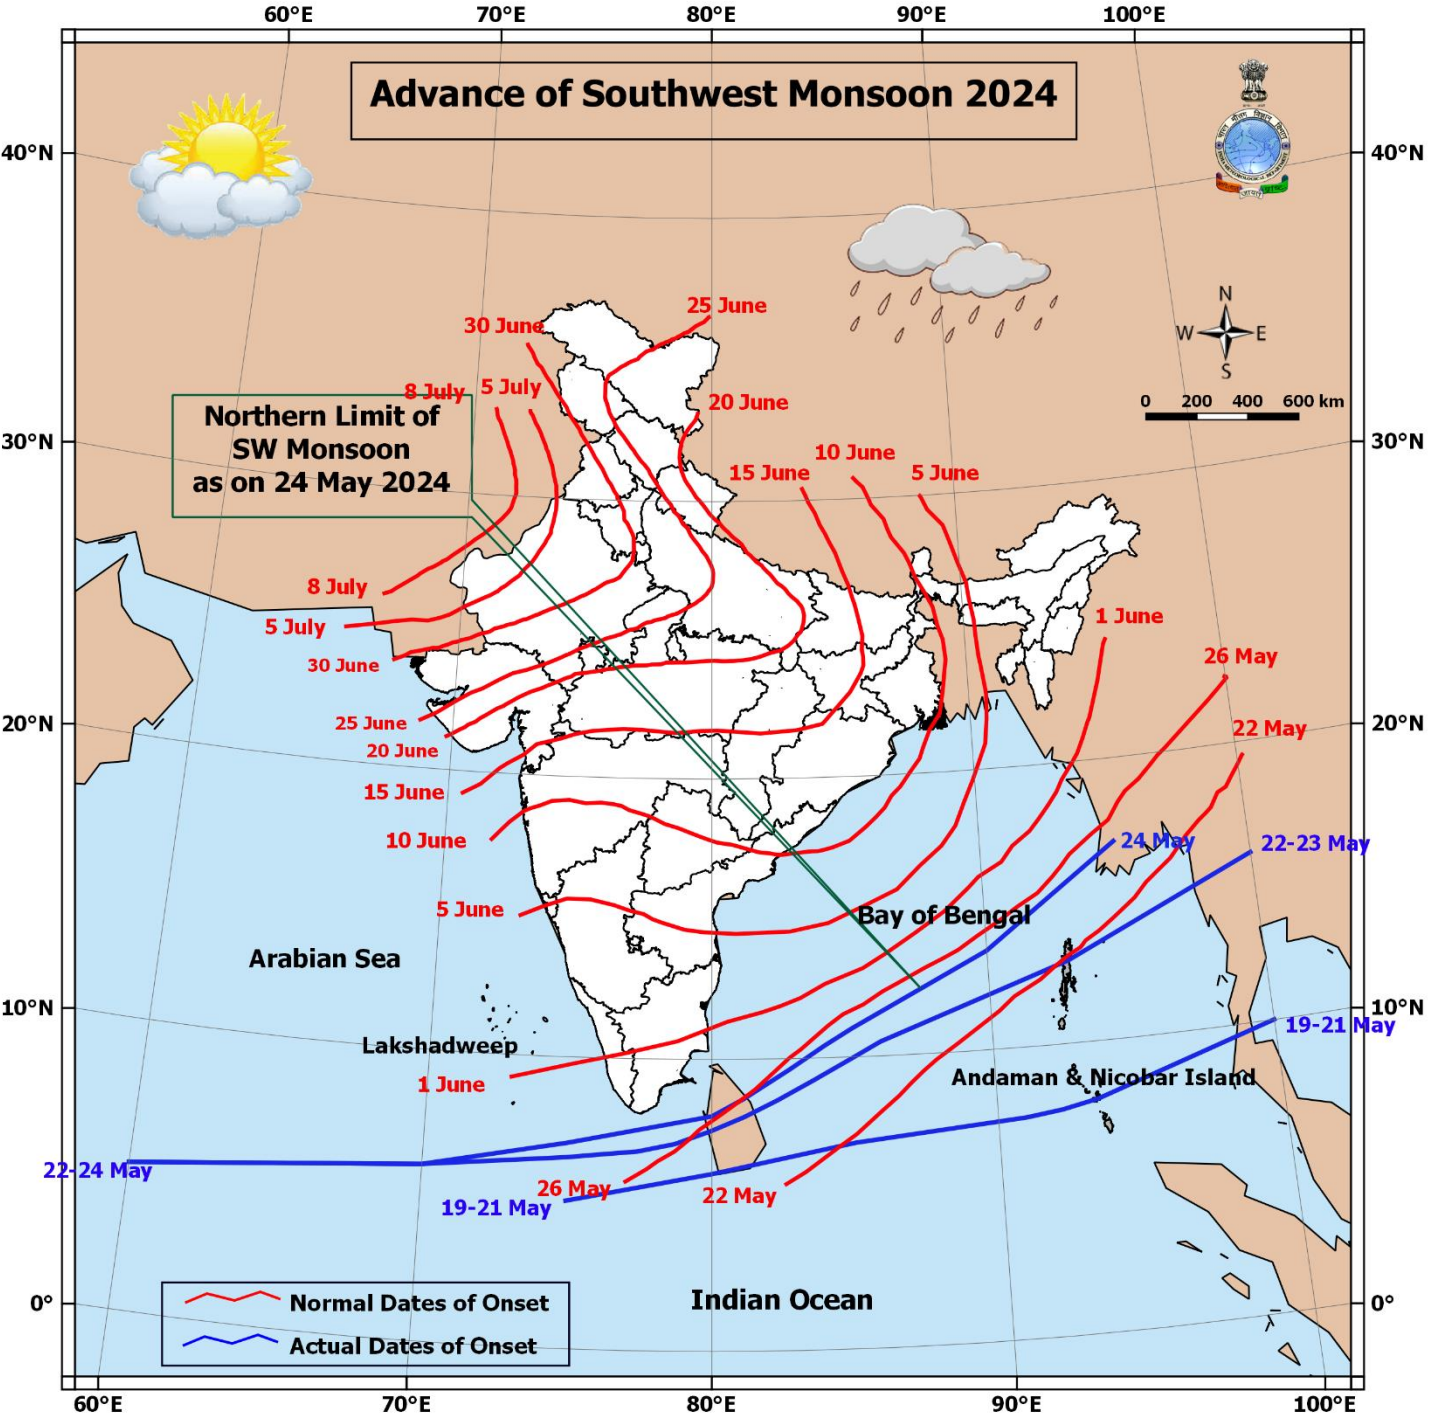 60°E
70°E
80°E
90°E
100°E
Advance of Southwest Monsoon 2024
40°N
40°N
N
W
E
S
25 June
30 June
8 July
5 July
20 June
0 200 400 600 km
Northern Limit of
SW Monsoon
as on 24 May 2024
30°N
30°N
10 June
15 June
5 June
8 July
5 July
1 June
30 June
26 May
25 June
20°N
20°N
22 May
20 June
15 June
10 June
24 May
22-23 May
5 June
Bay of Bengal
Arabian Sea
10°N
10°N
19-21 May
Lakshadweep
1 June
Andaman & Nicobar Island
22-24 May
26 May
22 May
19-21 May
0°
0°
Indian Ocean
Normal Dates of Onset
Actual Dates of Onset
60°E
70°E
80°E
90°E
100°E